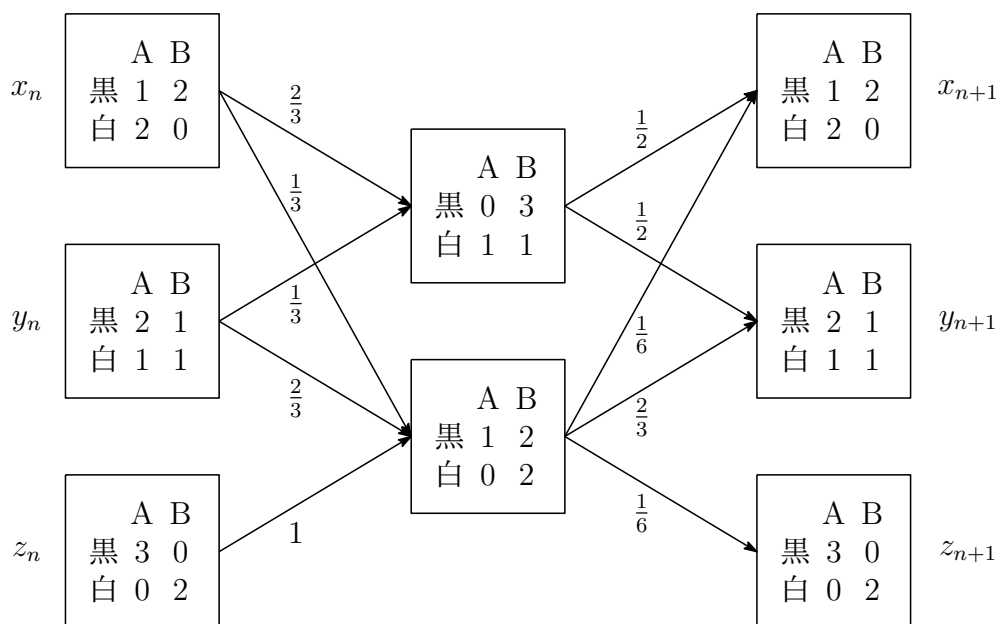 x_n
A B
黒 1 2
白 2 0
y_n
A B
黒 2 1
白 1 1
z_n
A B
黒 3 0
白 0 2
2/3
1/3
1/3
2/3
1
A B
黒 0 3
白 1 1
A B
黒 1 2
白 0 2
1/2
1/2
1/6
2/3
1/6
A B
黒 1 2
白 2 0
x_{n+1}
A B
黒 2 1
白 1 1
y_{n+1}
A B
黒 3 0
白 0 2
z_{n+1}